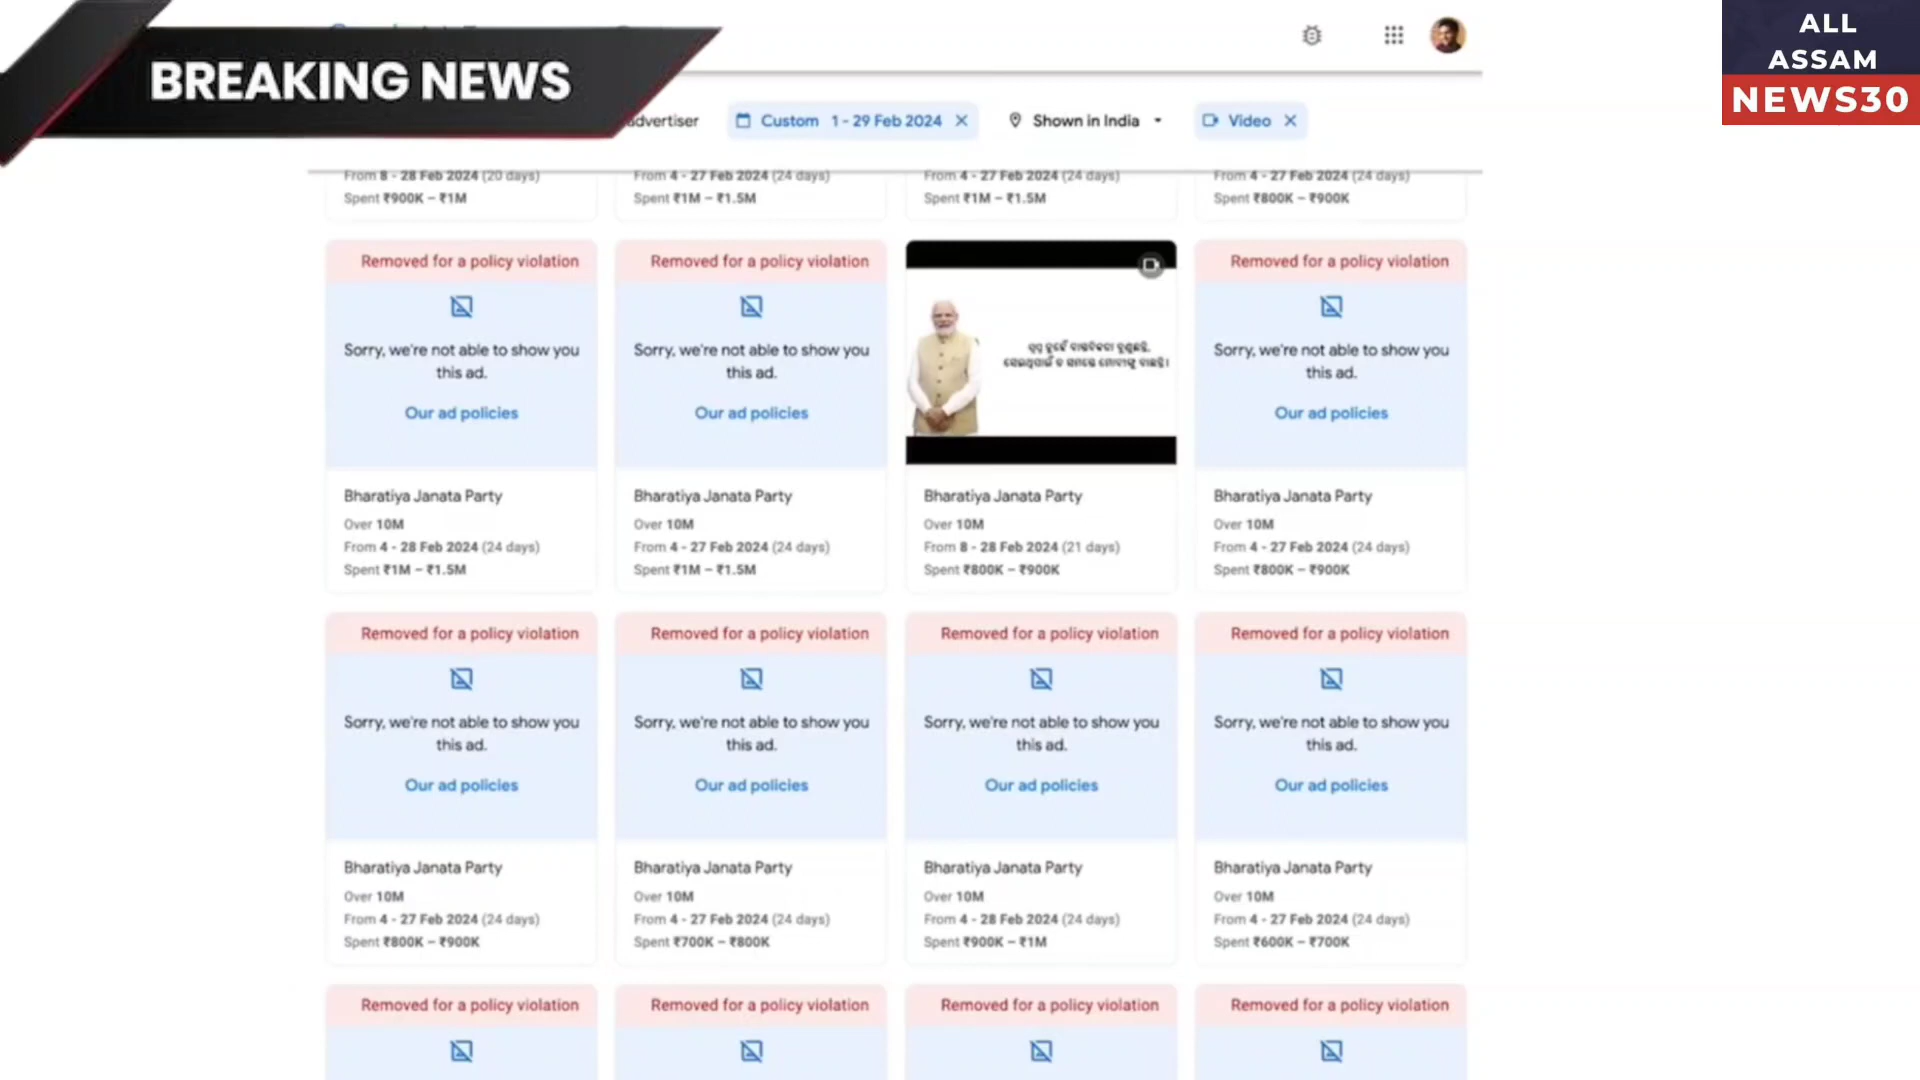 BREAKING NEWS
ALL
ASSAM
NEWS30
advertiser
Custom 1 - 29 Feb 2024
Shown in India
Video
From 8 - 28 Feb 2024 (20 days)
Spent ₹900K – ₹1M
From 4 - 27 Feb 2024 (24 days)
Spent ₹1M – ₹1.5M
From 4 - 27 Feb 2024 (24 days)
Spent ₹1M – ₹1.5M
From 4 - 27 Feb 2024 (24 days)
Spent ₹800K – ₹900K
Removed for a policy violation
Sorry, we're not able to show you
this ad.
Our ad policies
Bharatiya Janata Party
Over 10M
From 4 - 28 Feb 2024 (24 days)
Spent ₹1M – ₹1.5M
Removed for a policy violation
Sorry, we're not able to show you
this ad.
Our ad policies
Bharatiya Janata Party
Over 10M
From 4 - 27 Feb 2024 (24 days)
Spent ₹1M – ₹1.5M
Bharatiya Janata Party
Over 10M
From 8 - 28 Feb 2024 (21 days)
Spent ₹800K – ₹900K
Removed for a policy violation
Sorry, we're not able to show you
this ad.
Our ad policies
Bharatiya Janata Party
Over 10M
From 4 - 27 Feb 2024 (24 days)
Spent ₹800K – ₹900K
Removed for a policy violation
Sorry, we're not able to show you
this ad.
Our ad policies
Bharatiya Janata Party
Over 10M
From 4 - 27 Feb 2024 (24 days)
Spent ₹800K – ₹900K
Removed for a policy violation
Sorry, we're not able to show you
this ad.
Our ad policies
Bharatiya Janata Party
Over 10M
From 4 - 27 Feb 2024 (24 days)
Spent ₹700K – ₹800K
Removed for a policy violation
Sorry, we're not able to show you
this ad.
Our ad policies
Bharatiya Janata Party
Over 10M
From 4 - 28 Feb 2024 (24 days)
Spent ₹900K – ₹1M
Removed for a policy violation
Sorry, we're not able to show you
this ad.
Our ad policies
Bharatiya Janata Party
Over 10M
From 4 - 27 Feb 2024 (24 days)
Spent ₹600K – ₹700K
Removed for a policy violation
Removed for a policy violation
Removed for a policy violation
Removed for a policy violation